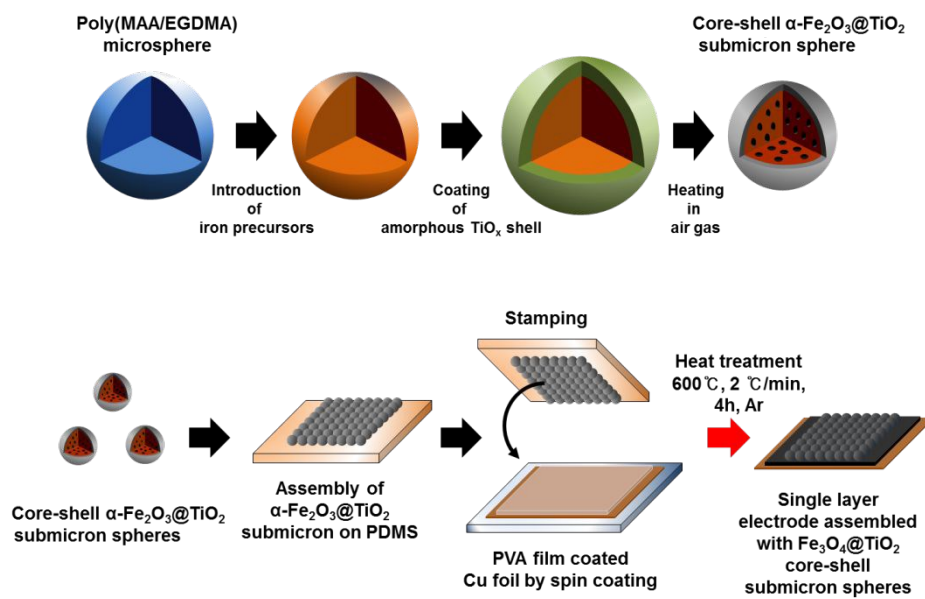 Poly(MAA/EGDMA)
microsphere
Core-shell α-Fe₂O₃@TiO₂
submicron sphere
Introduction
of
iron precursors
Coating
of
amorphous TiOₓ shell
Heating
in
air gas
Stamping
Heat treatment
600℃, 2 ℃/min,
4h, Ar
Core-shell α-Fe₂O₃@TiO₂
submicron spheres
Assembly of
α-Fe₂O₃@TiO₂
submicron on PDMS
PVA film coated
Cu foil by spin coating
Single layer
electrode assembled
with Fe₃O₄@TiO₂
core-shell
submicron spheres